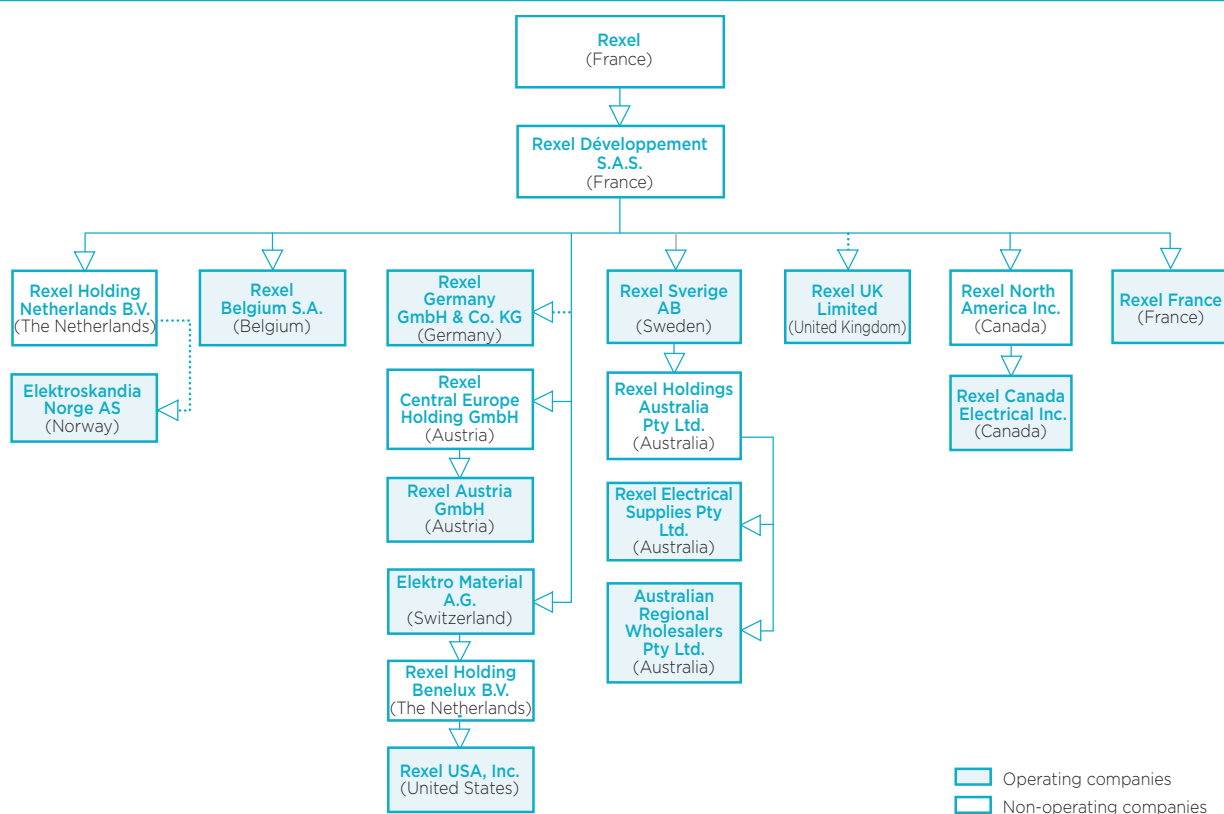 Rexel
(France)
Rexel Développement
S.A.S.
(France)
Rexel Holding
Netherlands B.V.
(The Netherlands)
Rexel
Belgium S.A.
(Belgium)
Rexel
Germany
GmbH & Co. KG
(Germany)
Rexel Sverige
AB
(Sweden)
Rexel UK
Limited
(United Kingdom)
Rexel North
America Inc.
(Canada)
Rexel France
(France)
Elektroskandia
Norge AS
(Norway)
Rexel
Central Europe
Holding GmbH
(Austria)
Rexel Holdings
Australia
Pty Ltd.
(Australia)
Rexel Canada
Electrical Inc.
(Canada)
Rexel Austria
GmbH
(Austria)
Rexel Electrical
Supplies Pty
Ltd.
(Australia)
Elektro Material
A.G.
(Switzerland)
Australian
Regional
Wholesalers
Pty Ltd.
(Australia)
Rexel Holding
Benelux B.V.
(The Netherlands)
Rexel USA, Inc.
(United States)
Operating companies
Non-operating companies